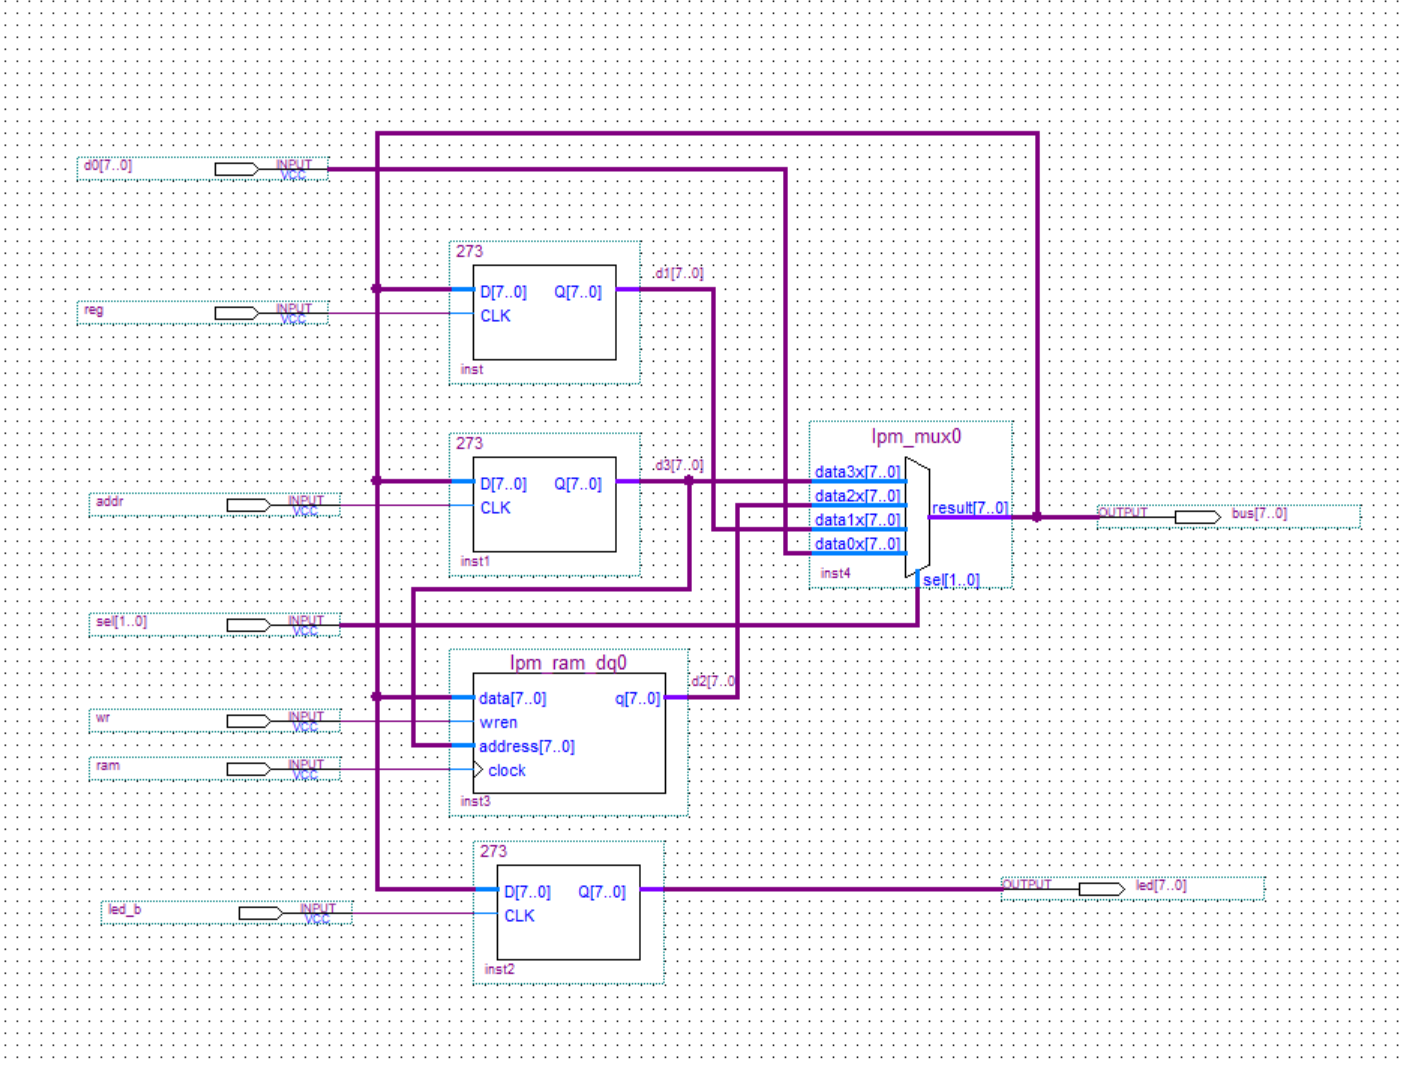 d0[7..0]
INPUT
VCC
273
D[7..0]
Q[7..0]
CLK
inst
d1[7..0]
reg
INPUT
VCC
273
D[7..0]
Q[7..0]
CLK
inst1
d3[7..0]
addr
INPUT
VCC
lpm_mux0
data3x[7..0]
data2x[7..0]
data1x[7..0]
data0x[7..0]
result[7..0]
sel[1..0]
inst4
OUTPUT
bus[7..0]
sel[1..0]
INPUT
VCC
lpm_ram_dq0
data[7..0]
q[7..0]
wren
address[7..0]
clock
inst3
d2[7..0
wr
INPUT
VCC
ram
INPUT
VCC
273
D[7..0]
Q[7..0]
CLK
inst2
led_b
INPUT
VCC
OUTPUT
led[7..0]